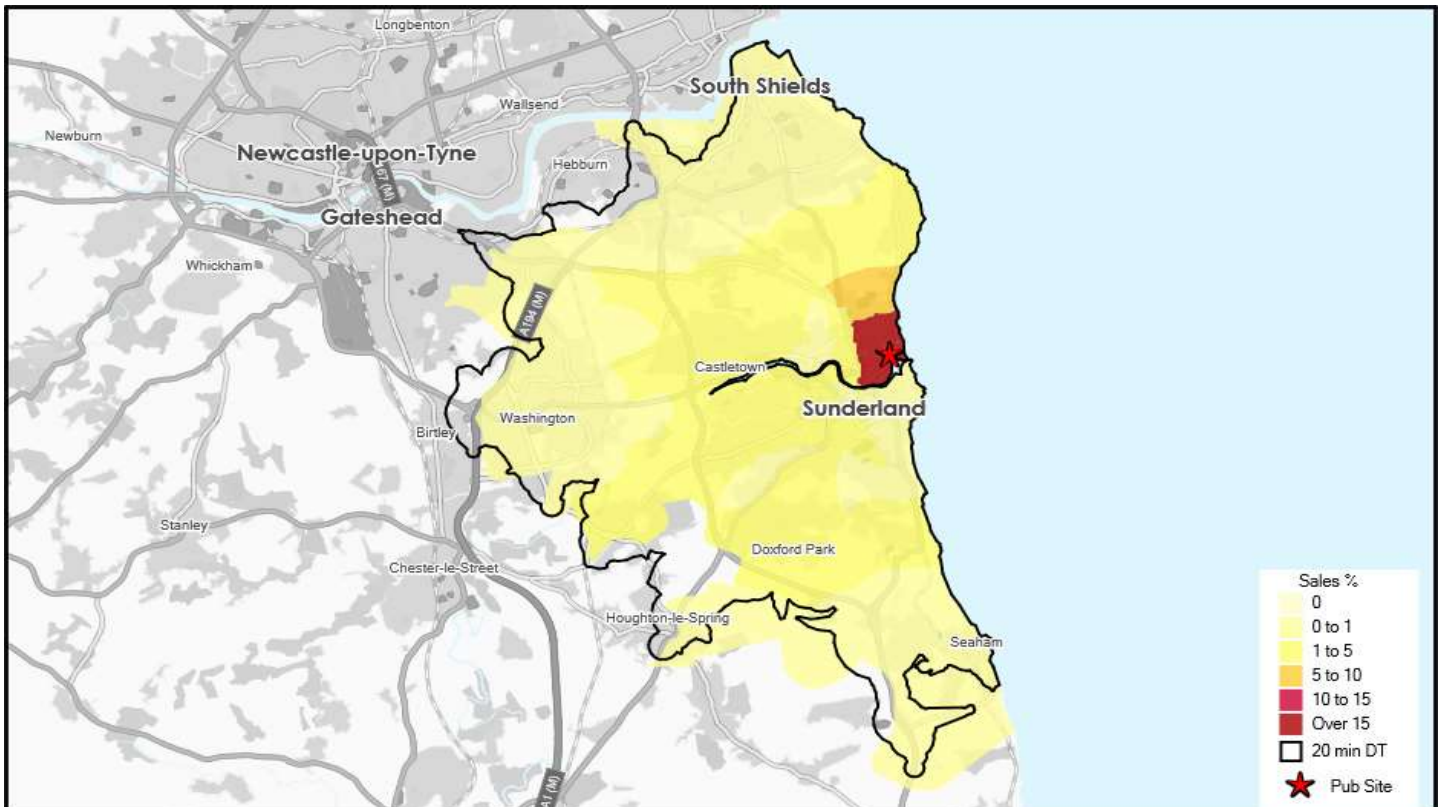 Longbenton
South Shields
Wallsend
Newburn
Newcastle-upon-Tyne
Hebburn
67 (M)
Gateshead
Whickham
A194 (M)
Castletown
Sunderland
Washington
Birtley
Stanley
Doxford Park
Chester-le-Street
Houghton-le-Spring
Seaham
A1 (M)
Sales %
0
0 to 1
1 to 5
5 to 10
10 to 15
Over 15
20 min DT
Pub Site